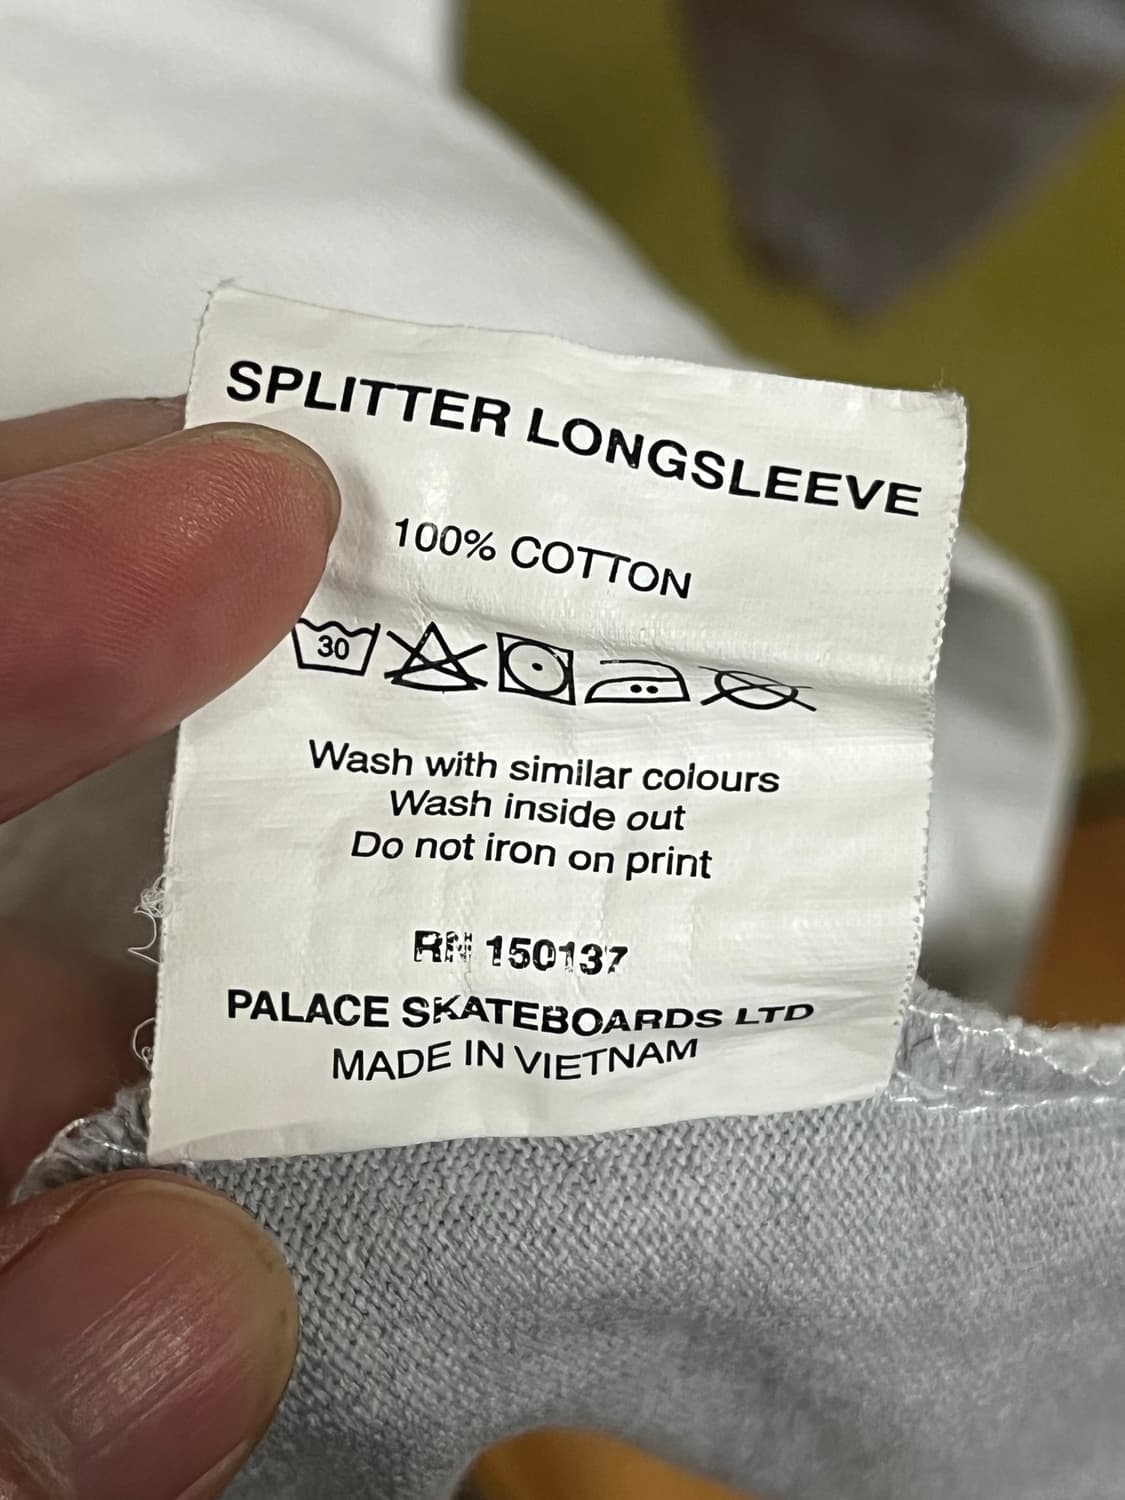 SPLITTER LONGSLEEVE
100% COTTON
30
Wash with similar colours
Wash inside out
Do not iron on print
RN 150137
PALACE SKATEBOARDS LTD
MADE IN VIETNAM